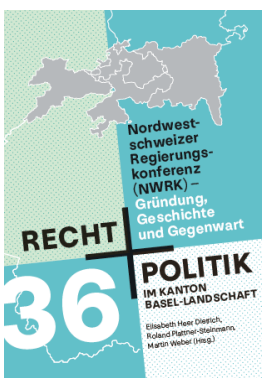 Nordwest-
schweizer
Regierungs-
konferenz
(NWRK) –
Gründung,
Geschichte
und Gegenwart
RECHT +
POLITIK
IM KANTON
BASEL-LANDSCHAFT
36
Elisabeth Heer Dietrich,
Roland Plattner-Steinmann,
Martin Weber (Hrsg.)